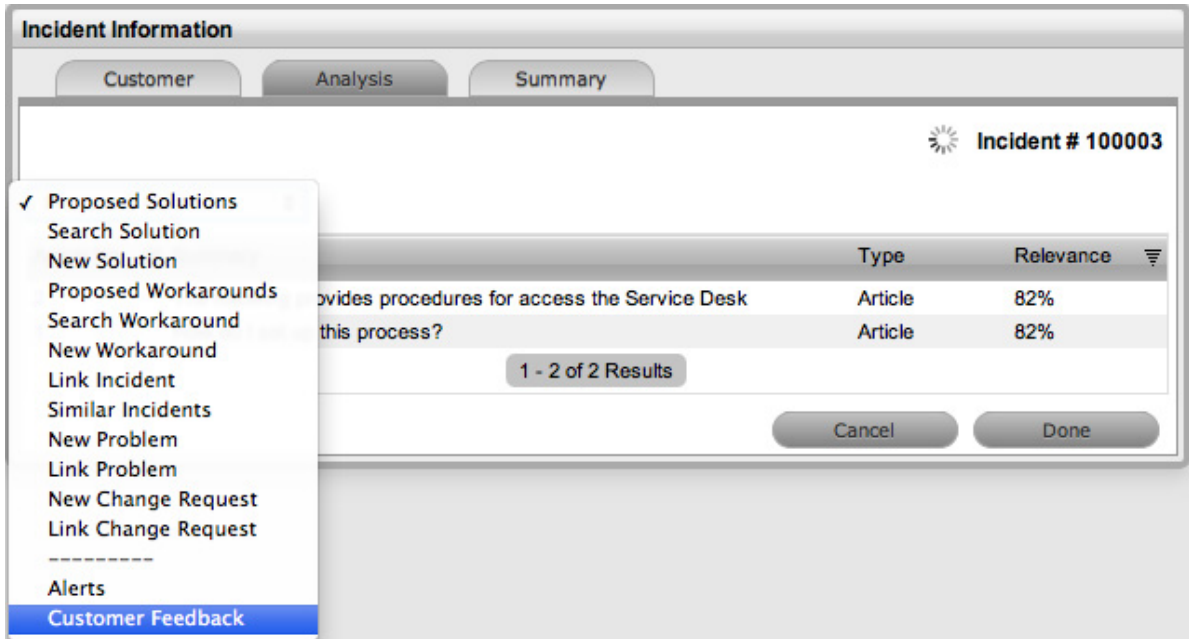 Incident Information
Customer Analysis Summary
Incident # 100003
✓ Proposed Solutions
Search Solution
New Solution
Proposed Workarounds
Search Workaround
New Workaround
Link Incident
Similar Incidents
New Problem
Link Problem
New Change Request
Link Change Request
---------
Alerts
Customer Feedback
Type Relevance
ovides procedures for access the Service Desk Article 82%
this process? Article 82%
1 - 2 of 2 Results
Cancel Done